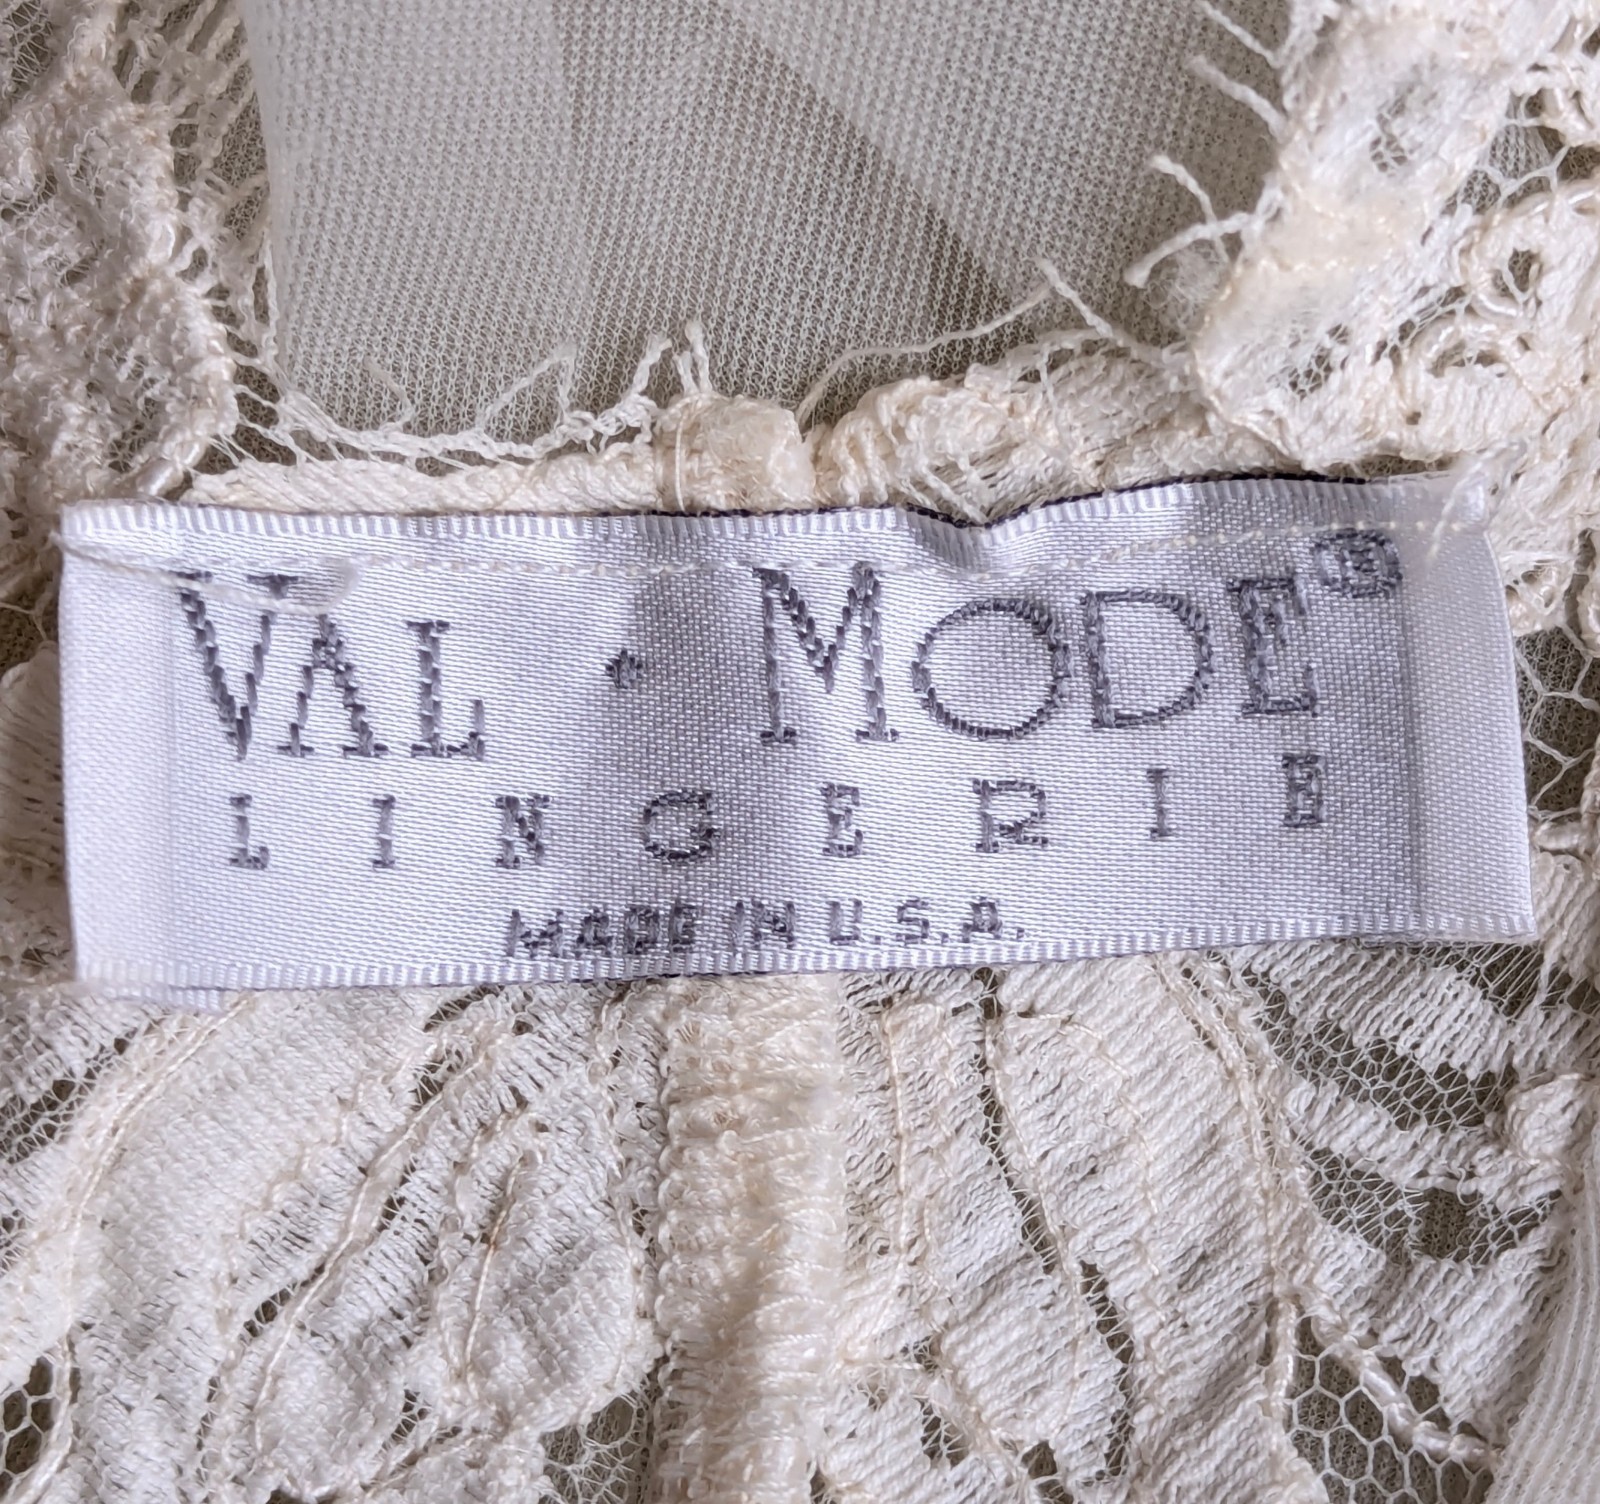 VAL · MODE®
LINGERIE
MADE IN U.S.A.